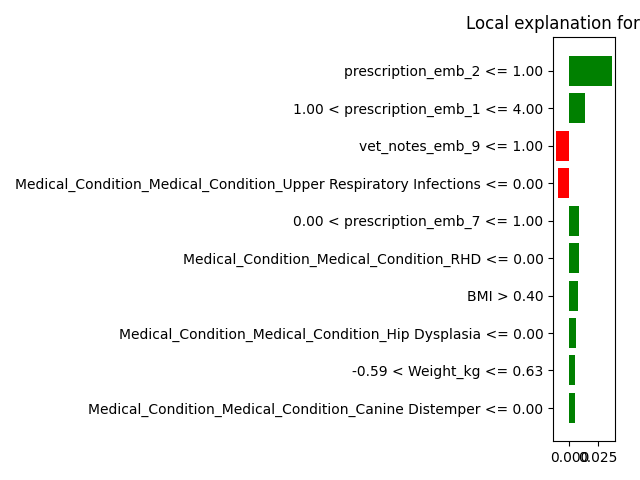 Local explanation for
prescription_emb_2 <= 1.00
1.00 < prescription_emb_1 <= 4.00
vet_notes_emb_9 <= 1.00
Medical_Condition_Medical_Condition_Upper Respiratory Infections <= 0.00
0.00 < prescription_emb_7 <= 1.00
Medical_Condition_Medical_Condition_RHD <= 0.00
BMI > 0.40
Medical_Condition_Medical_Condition_Hip Dysplasia <= 0.00
-0.59 < Weight_kg <= 0.63
Medical_Condition_Medical_Condition_Canine Distemper <= 0.00
0.000 0.025